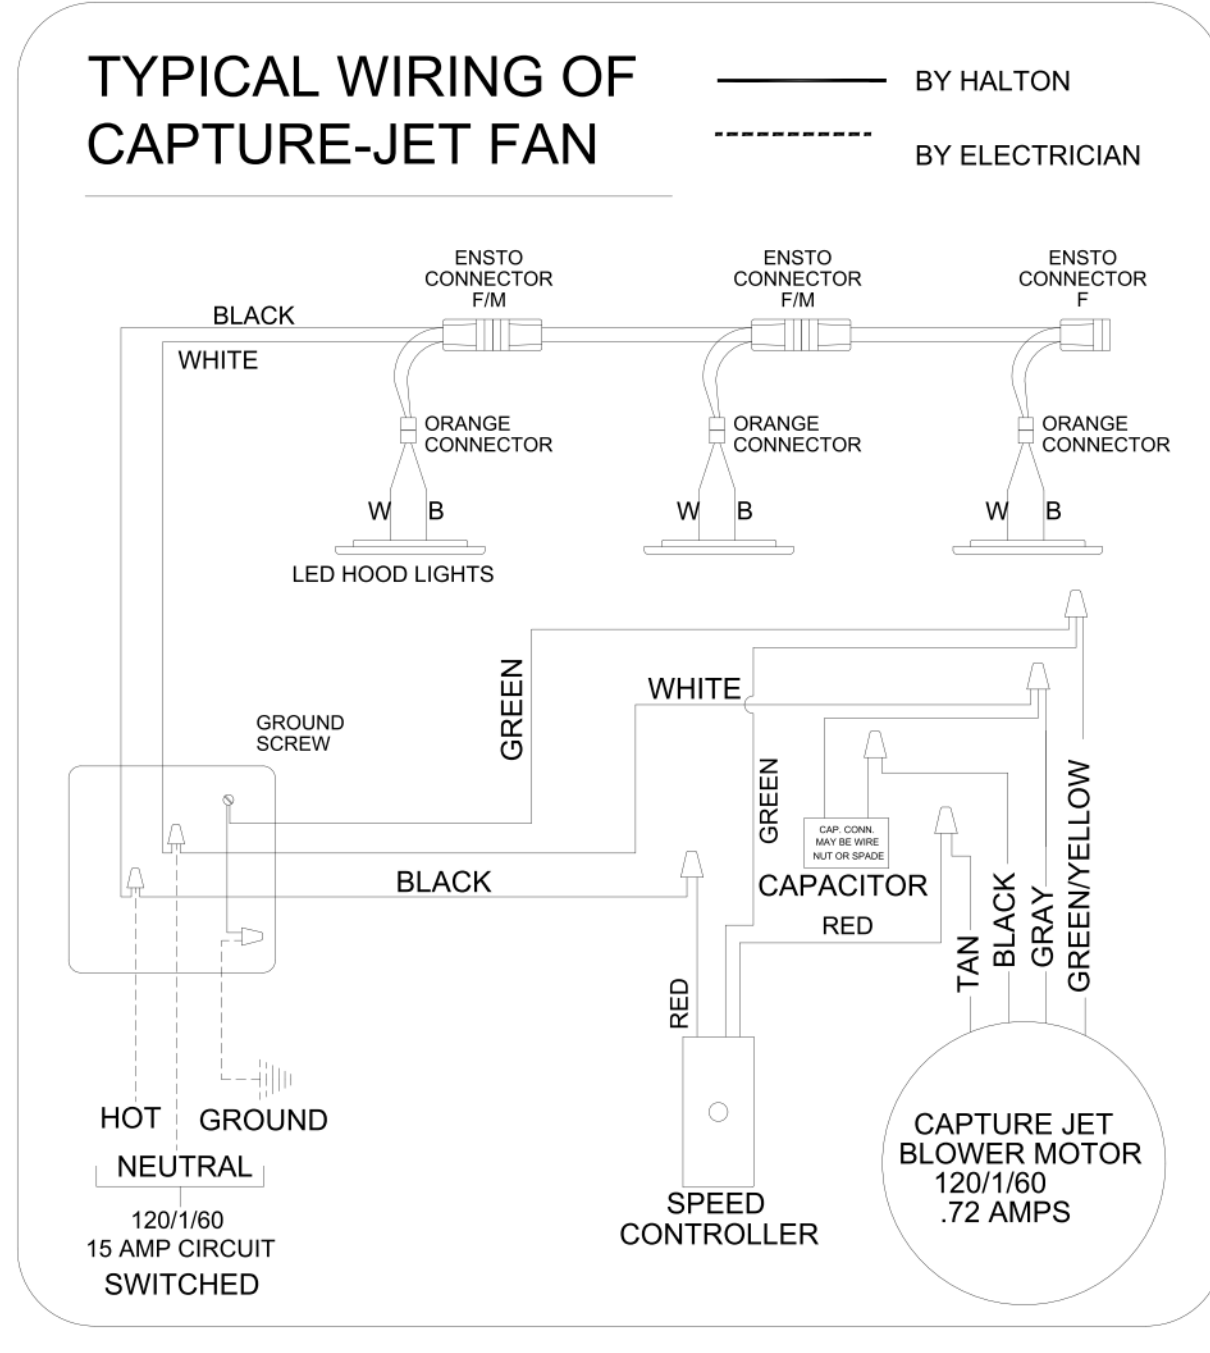 TYPICAL WIRING OF
CAPTURE-JET FAN
BY HALTON
BY ELECTRICIAN
ENSTO
CONNECTOR
F/M
ENSTO
CONNECTOR
F/M
ENSTO
CONNECTOR
F
BLACK
WHITE
ORANGE
CONNECTOR
ORANGE
CONNECTOR
ORANGE
CONNECTOR
W B
W B
W B
LED HOOD LIGHTS
GREEN
WHITE
GROUND
SCREW
GREEN
CAP. CONN.
MAY BE WIRE
NUT OR SPADE
CAPACITOR
BLACK
RED
RED
TAN
BLACK
GRAY
GREEN/YELLOW
HOT
GROUND
NEUTRAL
120/1/60
15 AMP CIRCUIT
SWITCHED
SPEED
CONTROLLER
CAPTURE JET
BLOWER MOTOR
120/1/60
.72 AMPS